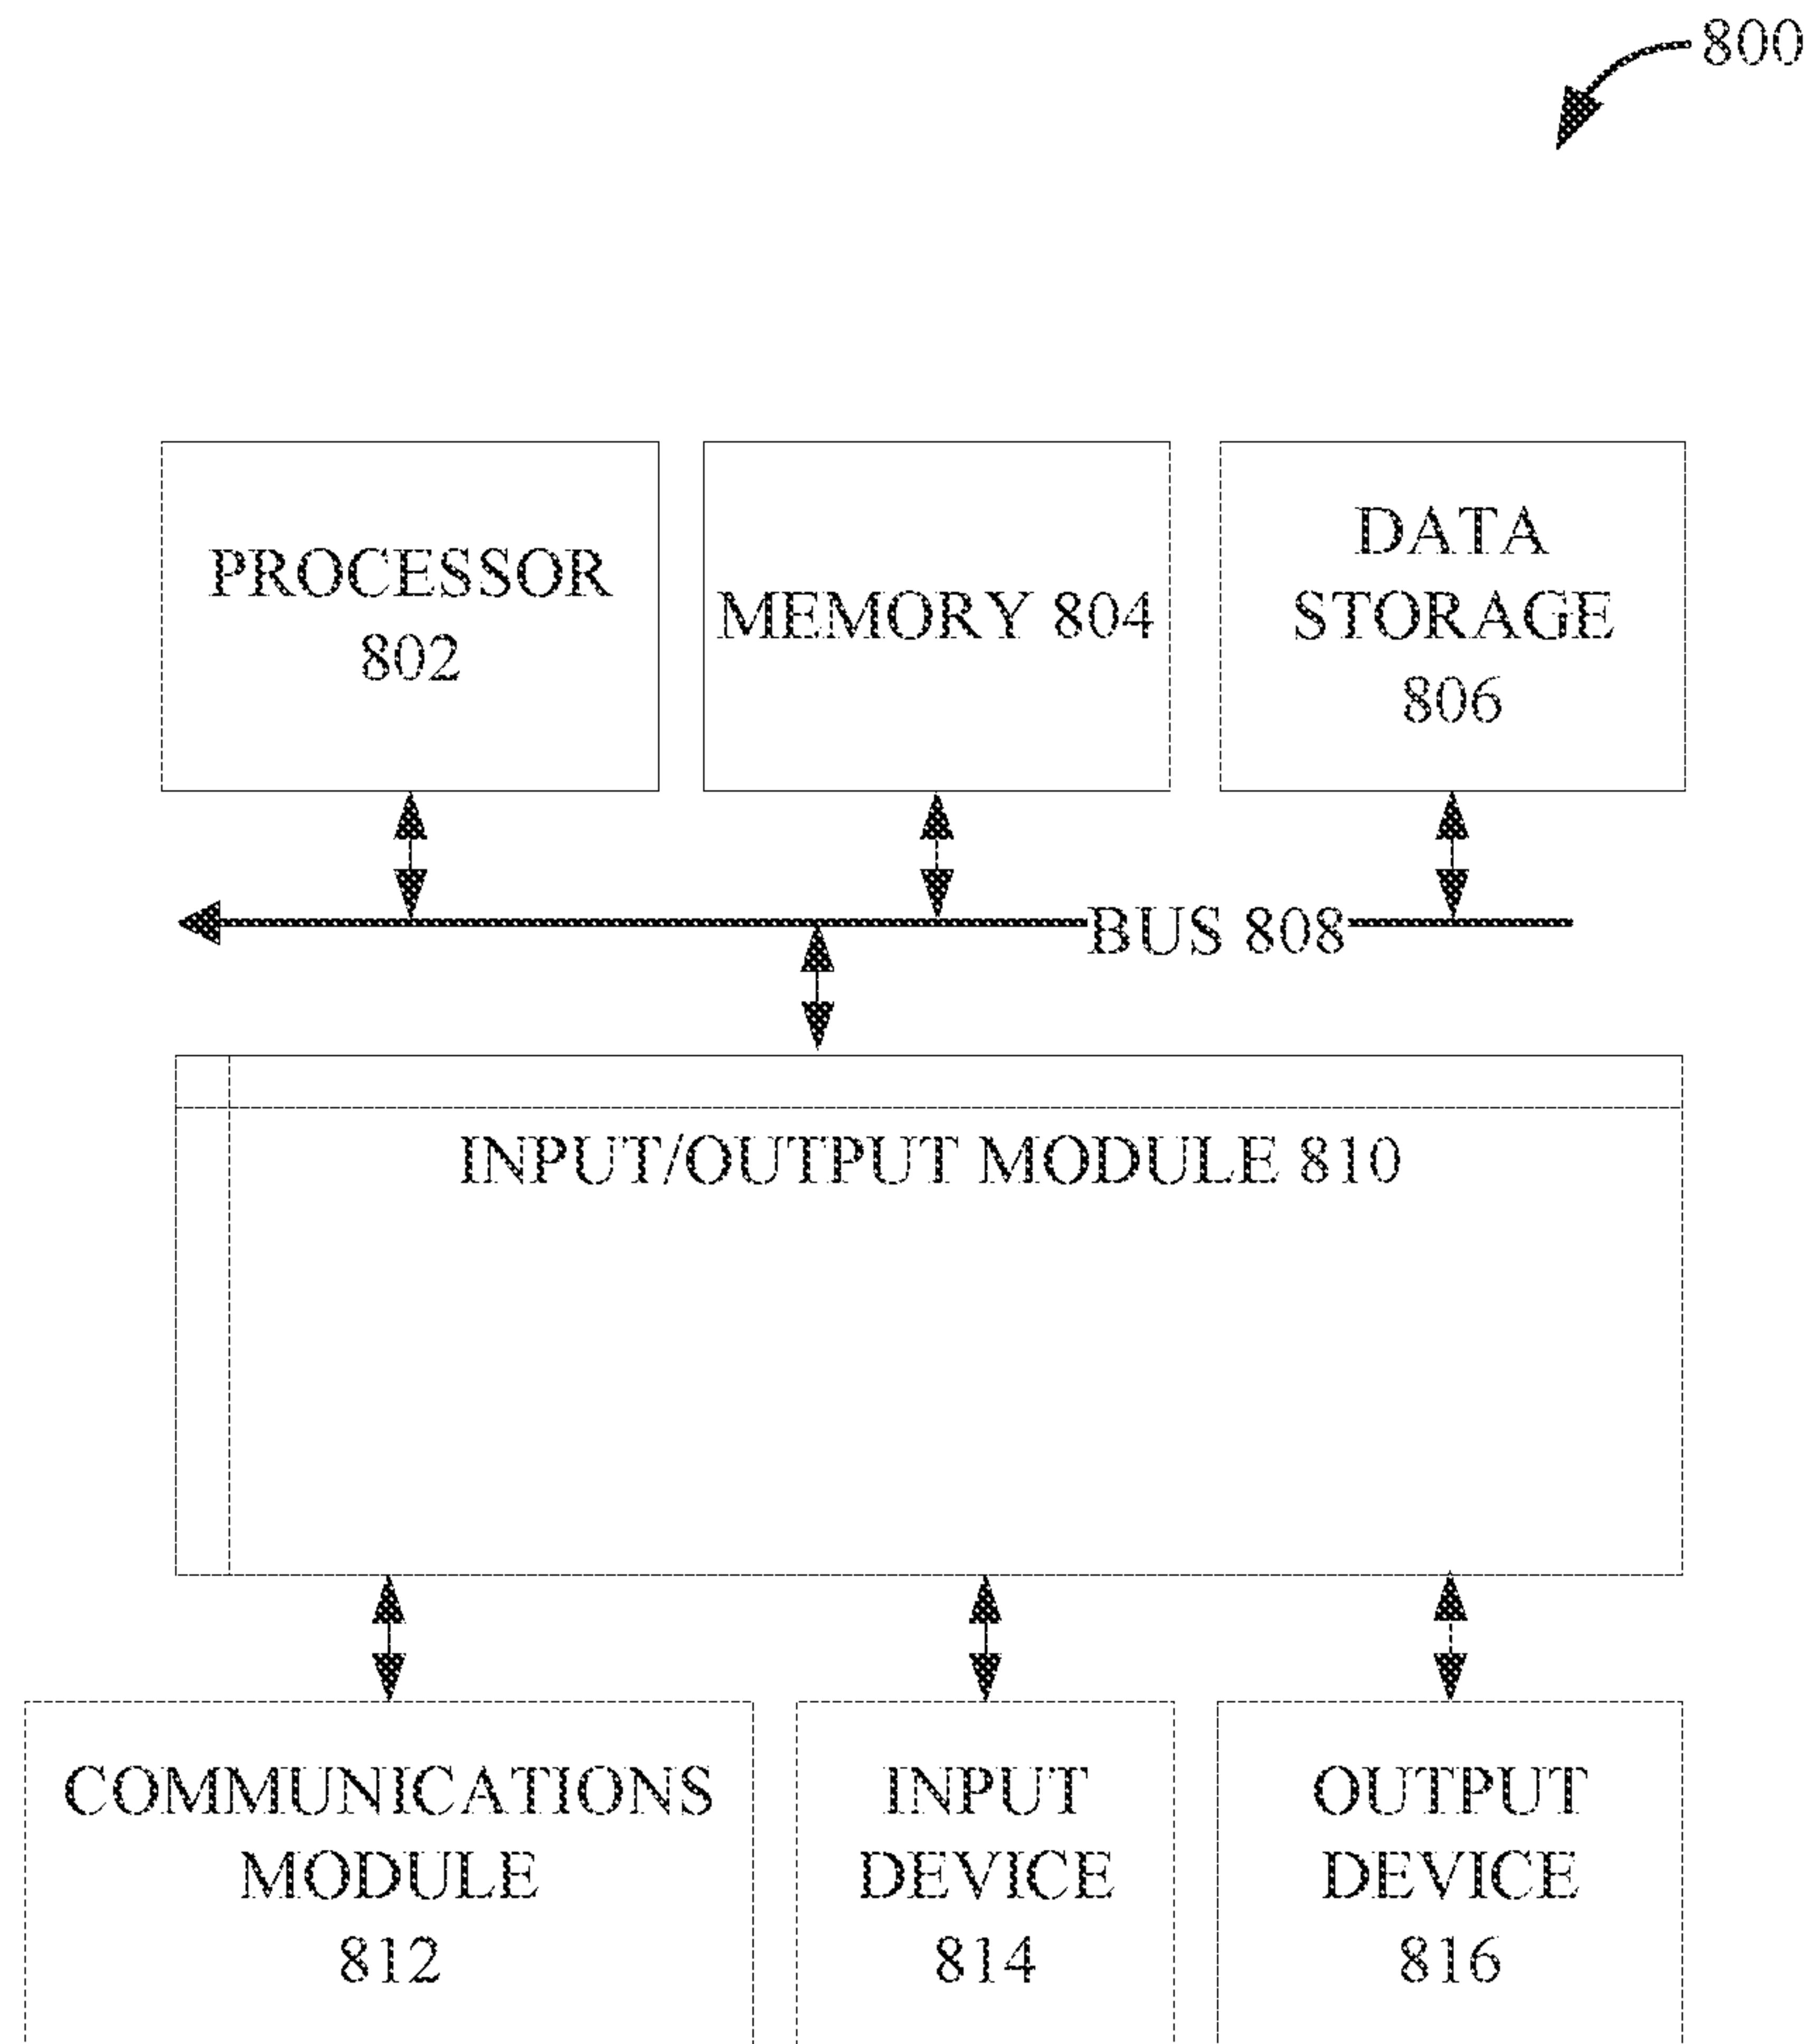 800
PROCESSOR
802
MEMORY 804
DATA
STORAGE
806
BUS 808
INPUT/OUTPUT MODULE 810
COMMUNICATIONS
MODULE
812
INPUT
DEVICE
814
OUTPUT
DEVICE
816